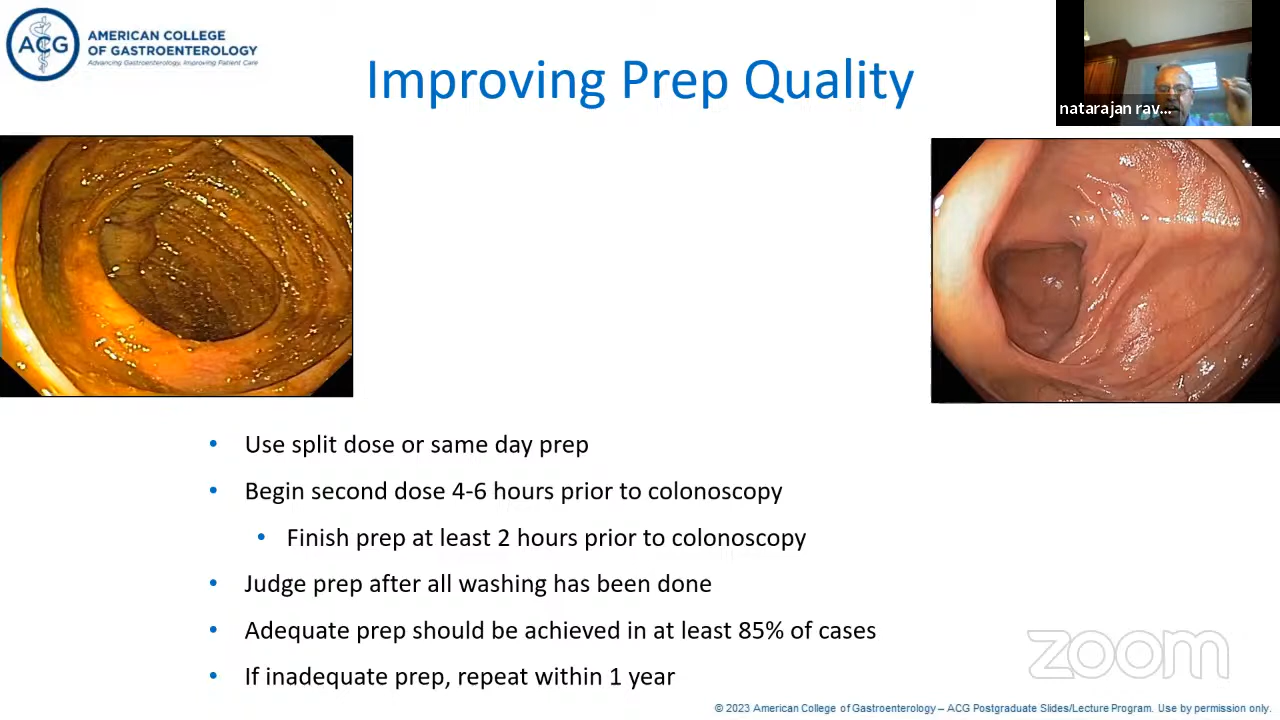 ACG
AMERICAN COLLEGE
OF GASTROENTEROLOGY
Advancing Gastroenterology, Improving Patient Care
Improving Prep Quality
natarajan rav...
• Use split dose or same day prep
• Begin second dose 4-6 hours prior to colonoscopy
• Finish prep at least 2 hours prior to colonoscopy
• Judge prep after all washing has been done
• Adequate prep should be achieved in at least 85% of cases
• If inadequate prep, repeat within 1 year
zoom
© 2023 American College of Gastroenterology – ACG Postgraduate Slides/Lecture Program. Use by permission only.